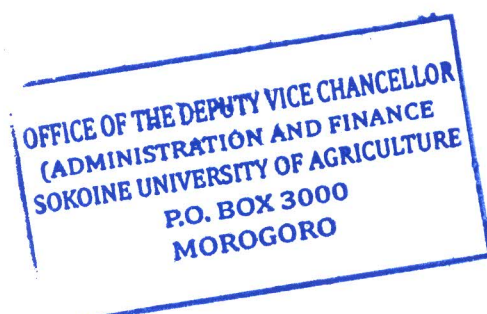 OFFICE OF THE DEPUTY VICE CHANCELLOR
(ADMINISTRATION AND FINANCE
SOKOINE UNIVERSITY OF AGRICULTURE
P.O. BOX 3000
MOROGORO